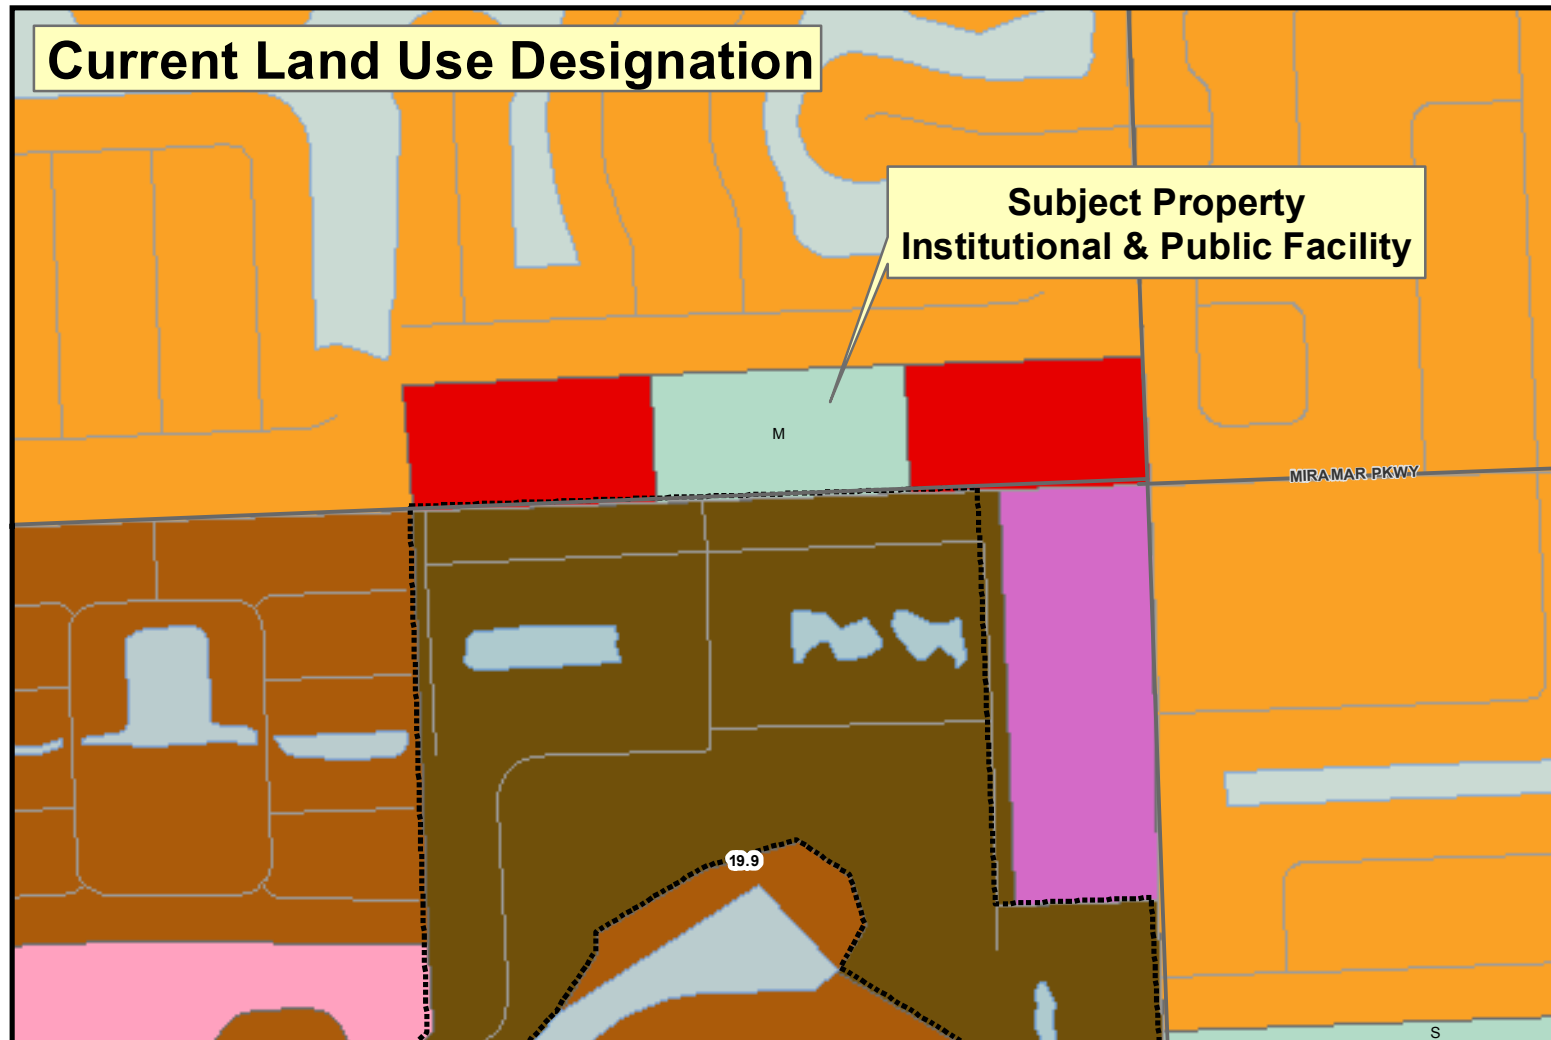 Current Land Use Designation
Subject Property
Institutional & Public Facility
M
MIRAMAR PKWY
19.9
S